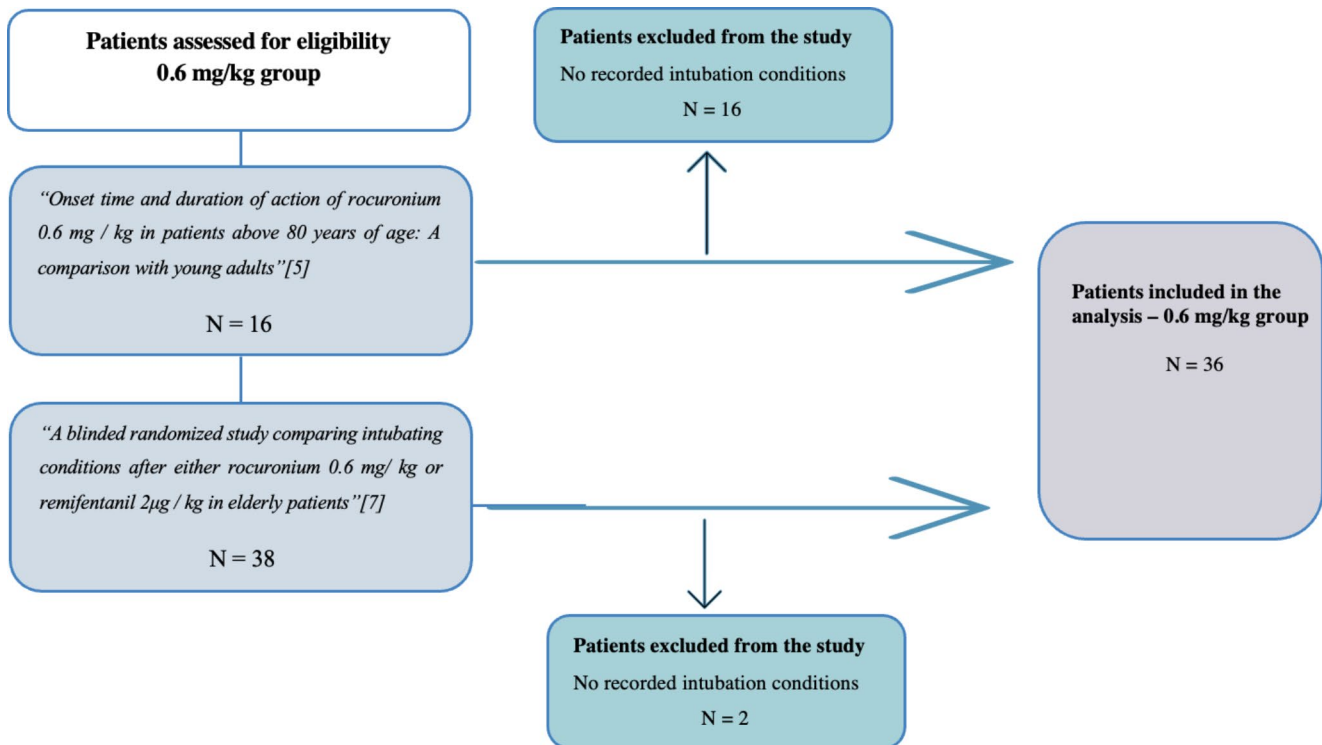 Patients assessed for eligibility
0.6 mg/kg group
Patients excluded from the study
No recorded intubation conditions
N = 16
“Onset time and duration of action of rocuronium
0.6 mg / kg in patients above 80 years of age: A
comparison with young adults”[5]
N = 16
Patients included in the
analysis – 0.6 mg/kg group
N = 36
“A blinded randomized study comparing intubating
conditions after either rocuronium 0.6 mg/ kg or
remifentanil 2μg / kg in elderly patients”[7]
N = 38
Patients excluded from the study
No recorded intubation conditions
N = 2